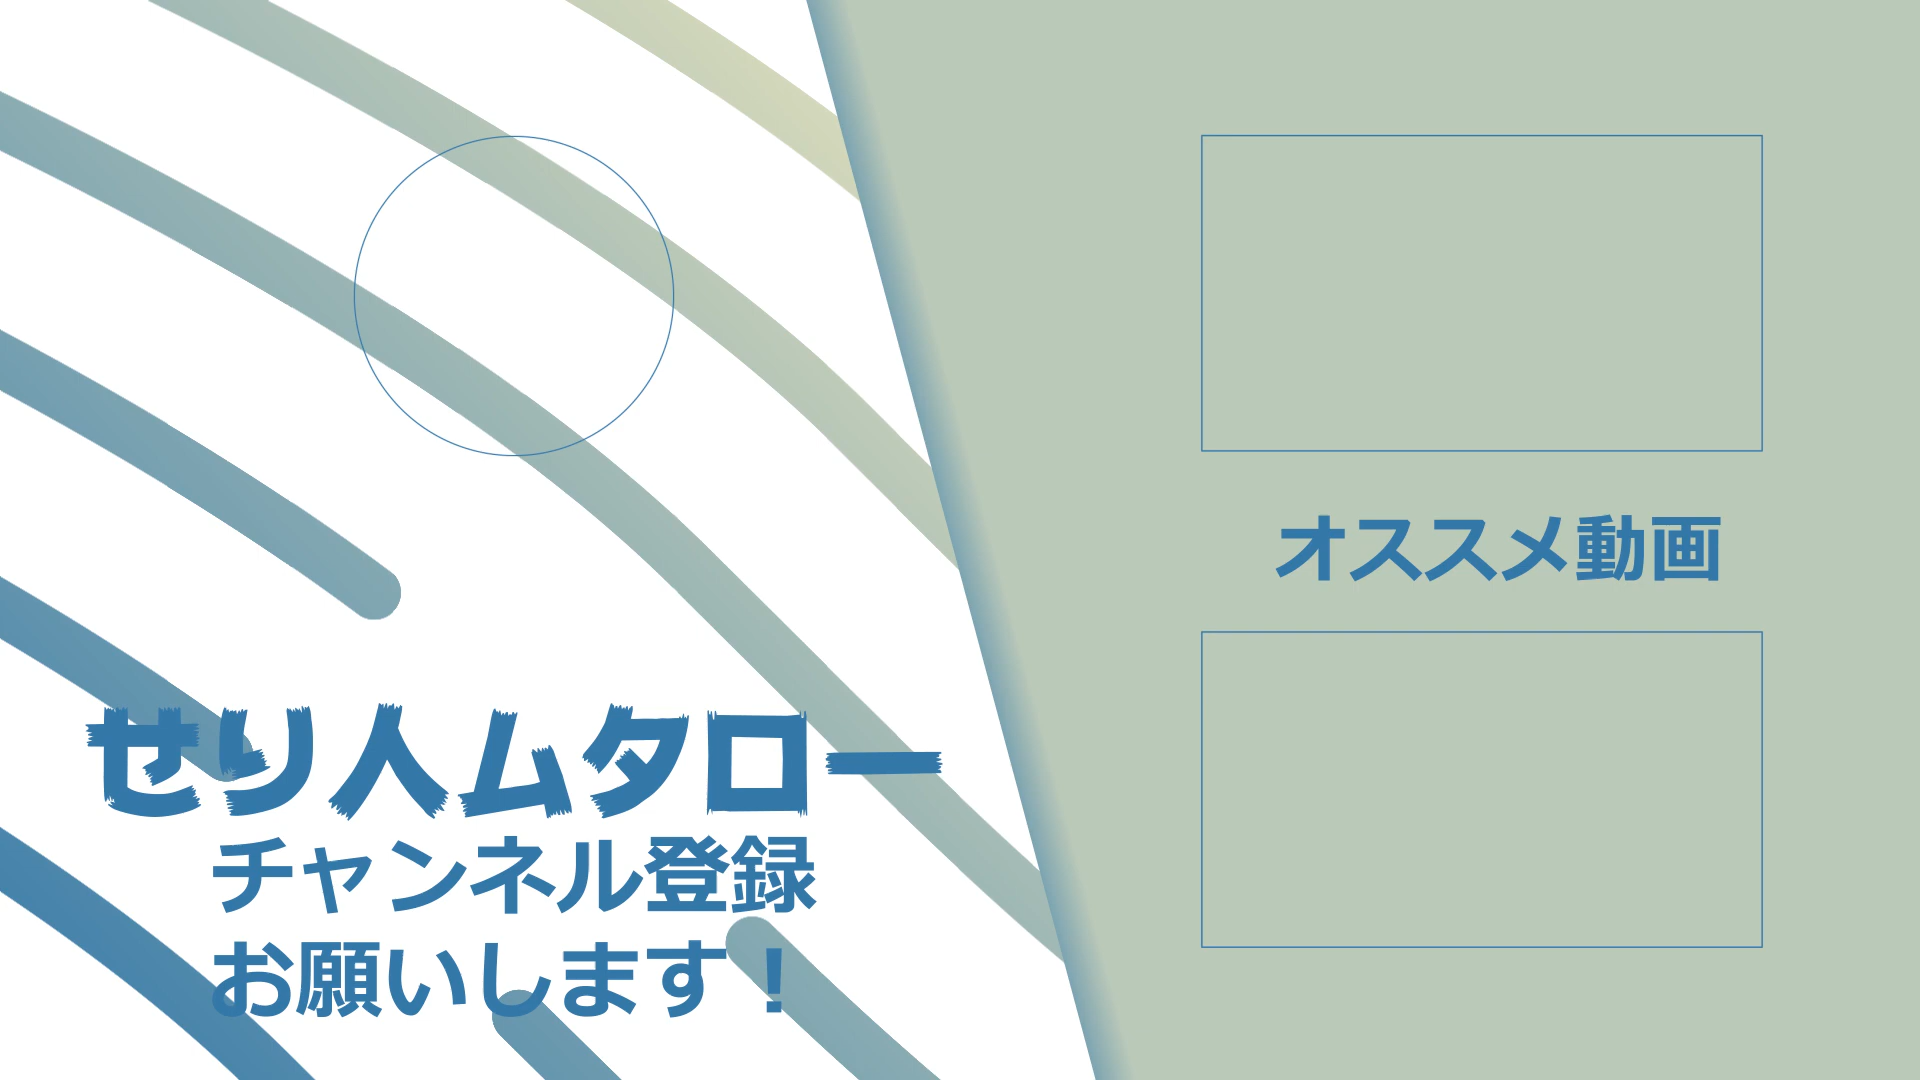 せり人ムタロー
チャンネル登録
お願いします！
オススメ動画